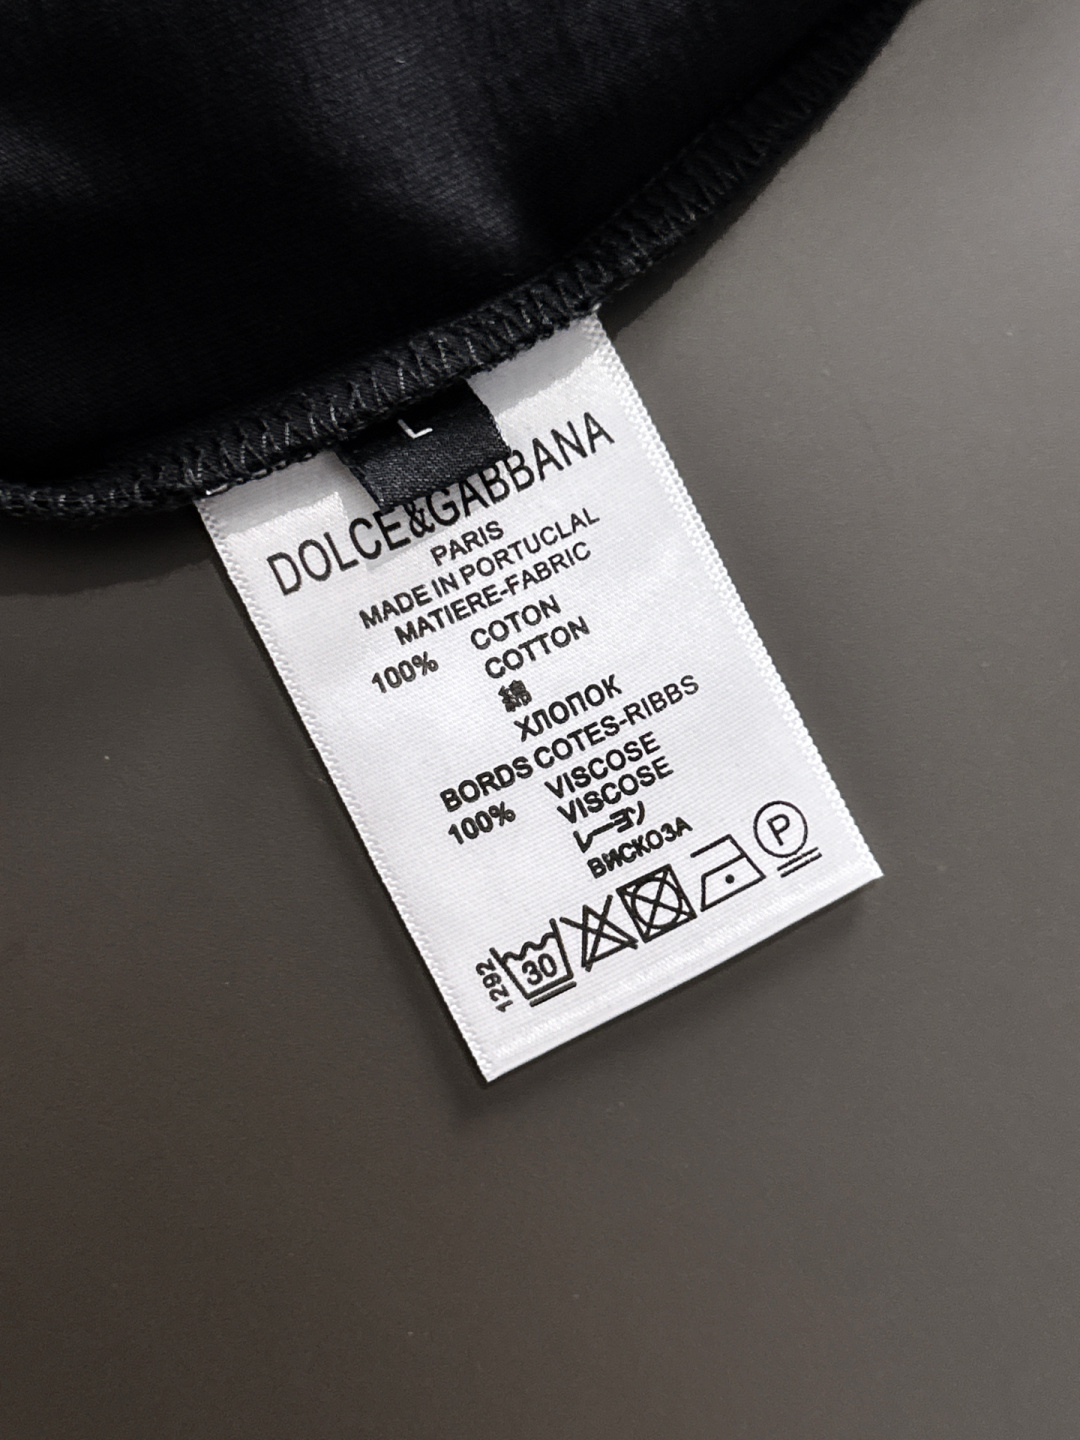 L
DOLCE&GABBANA
PARIS
MADE IN PORTUCLAL
MATIERE-FABRIC
100% COTON
COTTON
綿
ХЛОПОК
BORDS COTES-RIBBS
100% VISCOSE
VISCOSE
レーヨン
ВИСКОЗА
1292 30 P